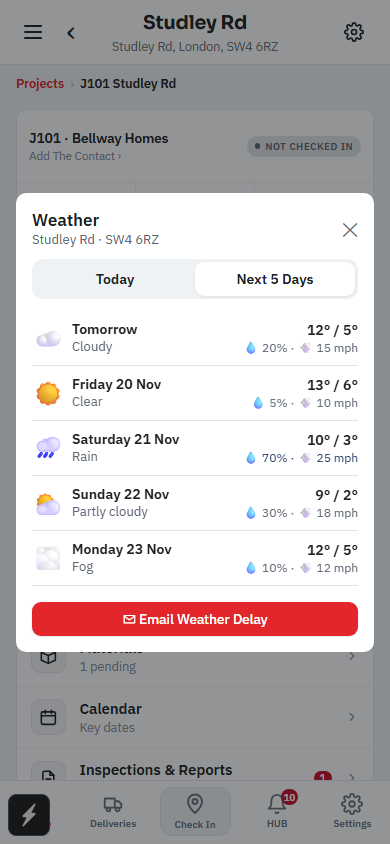 Studley Rd
Studley Rd, London, SW4 6RZ
Projects › J101 Studley Rd
J101 · Bellway Homes
NOT CHECKED IN
Add The Contact ›
Weather
Studley Rd · SW4 6RZ
Today
Next 5 Days
Tomorrow
12° / 5°
Cloudy
20% · 15 mph
Friday 20 Nov
13° / 6°
Clear
5% · 10 mph
Saturday 21 Nov
10° / 3°
Rain
70% · 25 mph
Sunday 22 Nov
9° / 2°
Partly cloudy
30% · 18 mph
Monday 23 Nov
12° / 5°
Fog
10% · 12 mph
Email Weather Delay
Materials
1 pending
Calendar
Key dates
Inspections & Reports
1
10
Deliveries
Check In
HUB
Settings